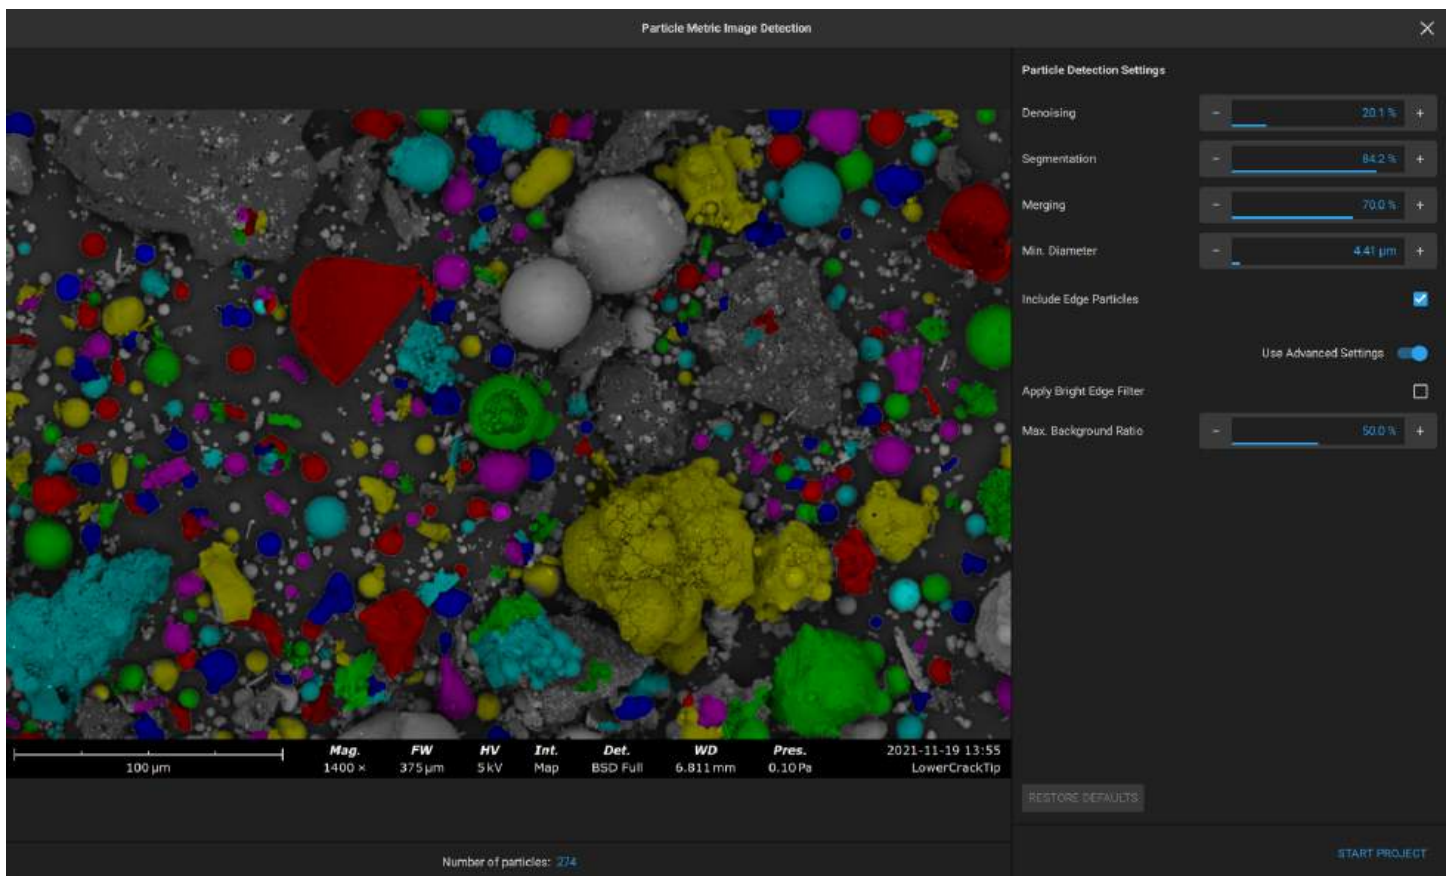 Particle Metric Image Detection
Particle Detection Settings
Denoising - 20.1 % +
Segmentation - 84.2 % +
Merging - 70.0 % +
Min. Diameter - 4.41 µm +
Include Edge Particles
Use Advanced Settings
Apply Bright Edge Filter
Max. Background Ratio - 50.0 % +
Mag. FW HV Int. Det. WD Pres. 2021-11-19 13:55
100 µm 1400 × 375 µm 5 kV Map BSD Full 6.811 mm 0.10 Pa LowerCrackTip
RESTORE DEFAULTS
Number of particles: 274
START PROJECT